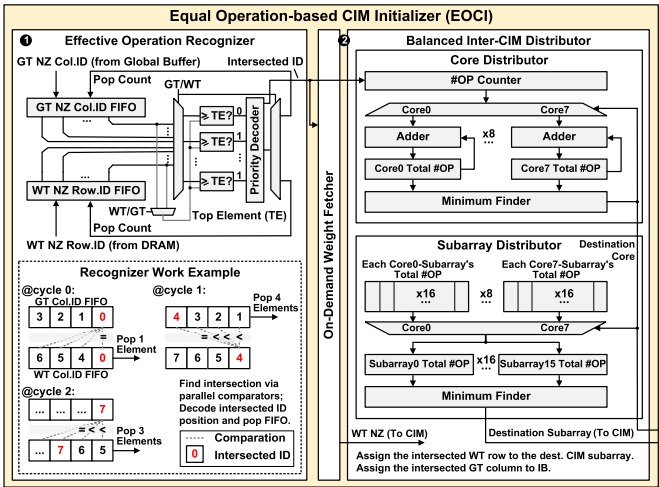 Equal Operation-based CIM Initializer (EOCI)
1
Effective Operation Recognizer
GT NZ Col.ID (from Global Buffer)
Intersected ID
Pop Count
GT/WT
GT NZ Col.ID FIFO
...
≥ TE?
0
≥ TE?
1
...
≥ TE?
1
Priority Decoder
...
WT NZ Row.ID FIFO
WT/GT
Top Element (TE)
Pop Count
WT NZ Row.ID (from DRAM)
Recognizer Work Example
@cycle 0:
GT Col.ID FIFO
3 2 1 0
=
6 5 4 0
WT Col.ID FIFO
Pop 1
Element
@cycle 1:
4 3 2 1
Pop 4
Elements
= < < <
7 6 5 4
@cycle 2:
... ... ... 7
= < <
... 7 6 5
Pop 3
Elements
Find intersection via
parallel comparators;
Decode intersected ID
position and pop FIFO.
Comparation
0 Intersected ID
On-Demand Weight Fetcher
2
Balanced Inter-CIM Distributor
Core Distributor
#OP Counter
Core0 Core7
Adder x8 Adder
...
Core0 Total #OP Core7 Total #OP
Minimum Finder
Subarray Distributor
Destination
Core
Each Core0-Subarray's
Total #OP
Each Core7-Subarray's
Total #OP
x16
...
x8
...
x16
...
Core0 Core7
...
Subarray0 Total #OP x16 Subarray15 Total #OP
...
Minimum Finder
WT NZ (To CIM)
Destination Subarray (To CIM)
Assign the intersected WT row to the dest. CIM subarray.
Assign the intersected GT column to IB.